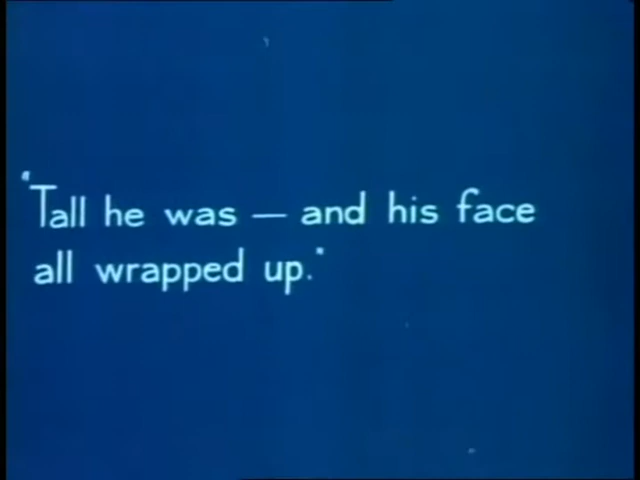 "Tall he was — and his face
all wrapped up."